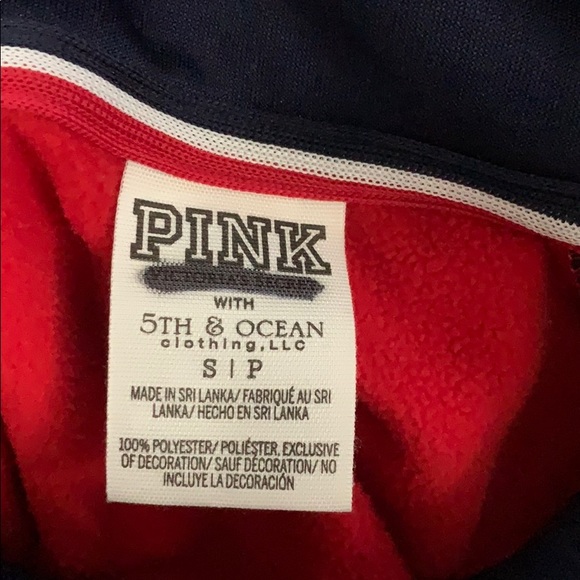 PINK
WITH
5TH & OCEAN
clothing,LLC
S | P
MADE IN SRI LANKA/ FABRIQUÉ AU SRI
LANKA/ HECHO EN SRI LANKA
100% POLYESTER/ POLIÉSTER, EXCLUSIVE
OF DECORATION/ SAUF DÉCORATION/ NO
INCLUYE LA DECORACIÓN